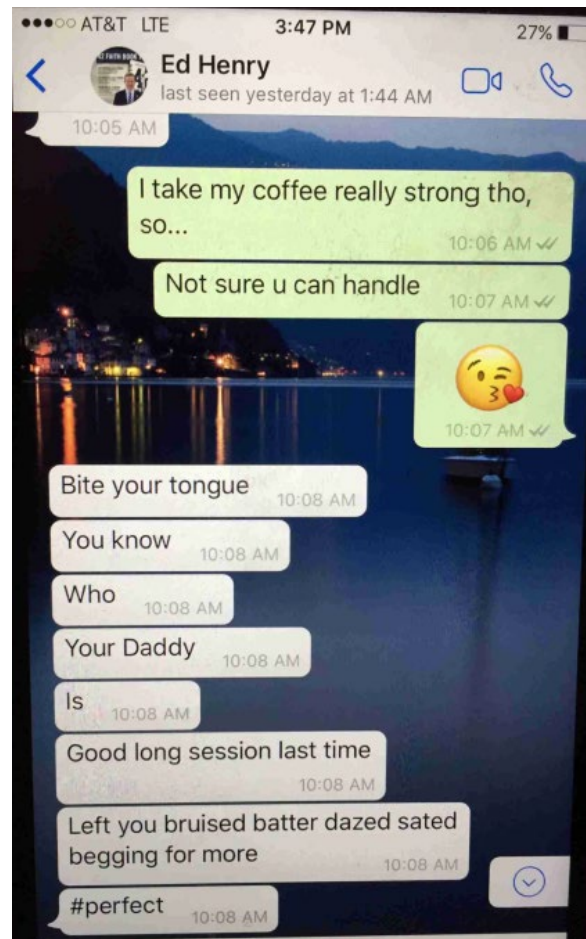 AT&T LTE 3:47 PM 27%
Ed Henry
last seen yesterday at 1:44 AM
10:05 AM
I take my coffee really strong tho,
so...
10:06 AM
Not sure u can handle 10:07 AM
10:07 AM
Bite your tongue 10:08 AM
You know 10:08 AM
Who 10:08 AM
Your Daddy 10:08 AM
Is 10:08 AM
Good long session last time
10:08 AM
Left you bruised batter dazed sated
begging for more 10:08 AM
#perfect 10:08 AM